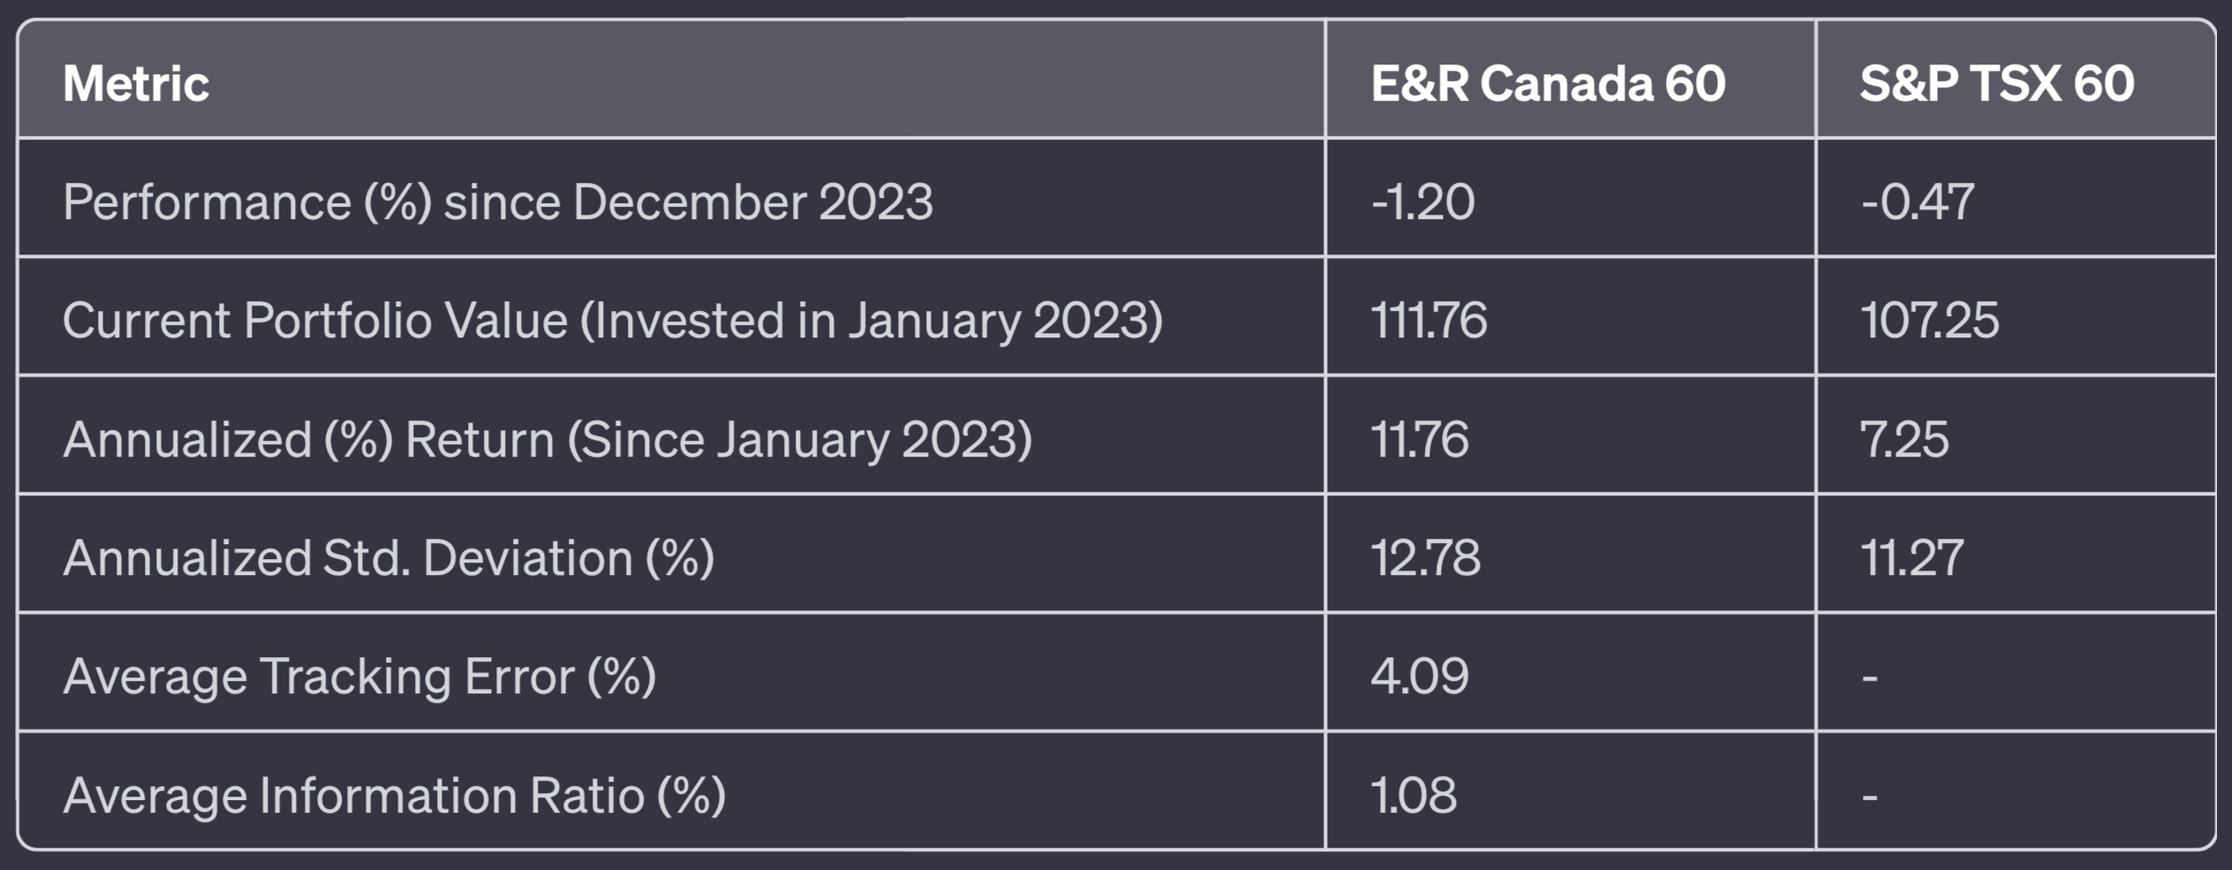 Metric E&R Canada 60 S&P TSX 60
Performance (%) since December 2023 -1.20 -0.47
Current Portfolio Value (Invested in January 2023) 111.76 107.25
Annualized (%) Return (Since January 2023) 11.76 7.25
Annualized Std. Deviation (%) 12.78 11.27
Average Tracking Error (%) 4.09 -
Average Information Ratio (%) 1.08 -